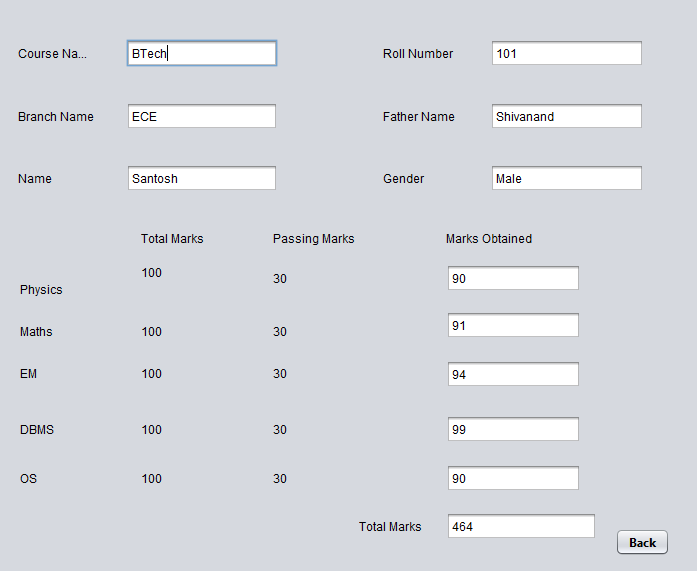 Course Na... BTech Roll Number 101
Branch Name ECE Father Name Shivanand
Name Santosh Gender Male
Total Marks Passing Marks Marks Obtained
Physics 100 30 90
Maths 100 30 91
EM 100 30 94
DBMS 100 30 99
OS 100 30 90
Total Marks 464
Back